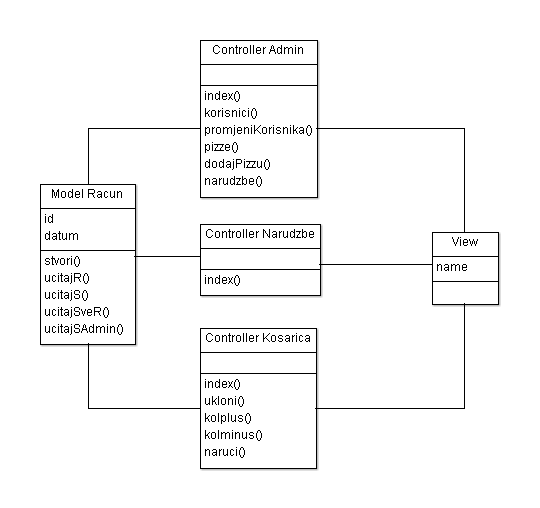 Controller Admin
index()
korisnici()
promjeniKorisnika()
pizze()
dodajPizzu()
narudzbe()
Model Racun
id
datum
stvori()
ucitajR()
ucitajS()
ucitajSveR()
ucitajSAdmin()
Controller Narudzbe
index()
View
name
Controller Kosarica
index()
ukloni()
kolplus()
kolminus()
naruci()